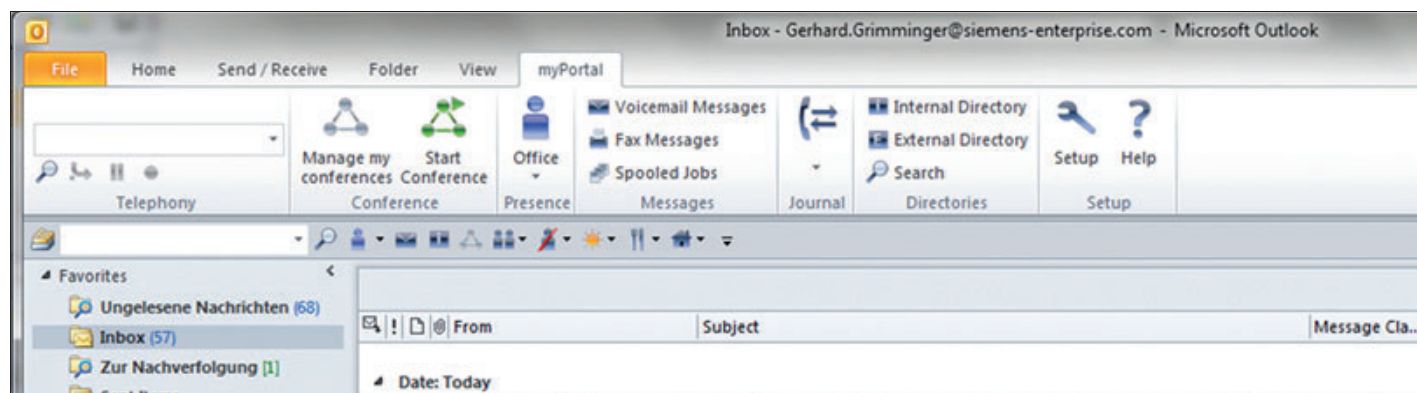 Inbox - Gerhard.Grimminger@siemens-enterprise.com - Microsoft Outlook
File Home Send / Receive Folder View myPortal
Manage my conferences
Start Conference
Office
Voicemail Messages
Fax Messages
Spooled Jobs
Internal Directory
External Directory
Search
Setup
Help
Telephony Conference Presence Messages Journal Directories Setup
Favorites
Ungelesene Nachrichten (68)
Inbox (57)
Zur Nachverfolgung [1]
From Subject Message Cla...
Date: Today